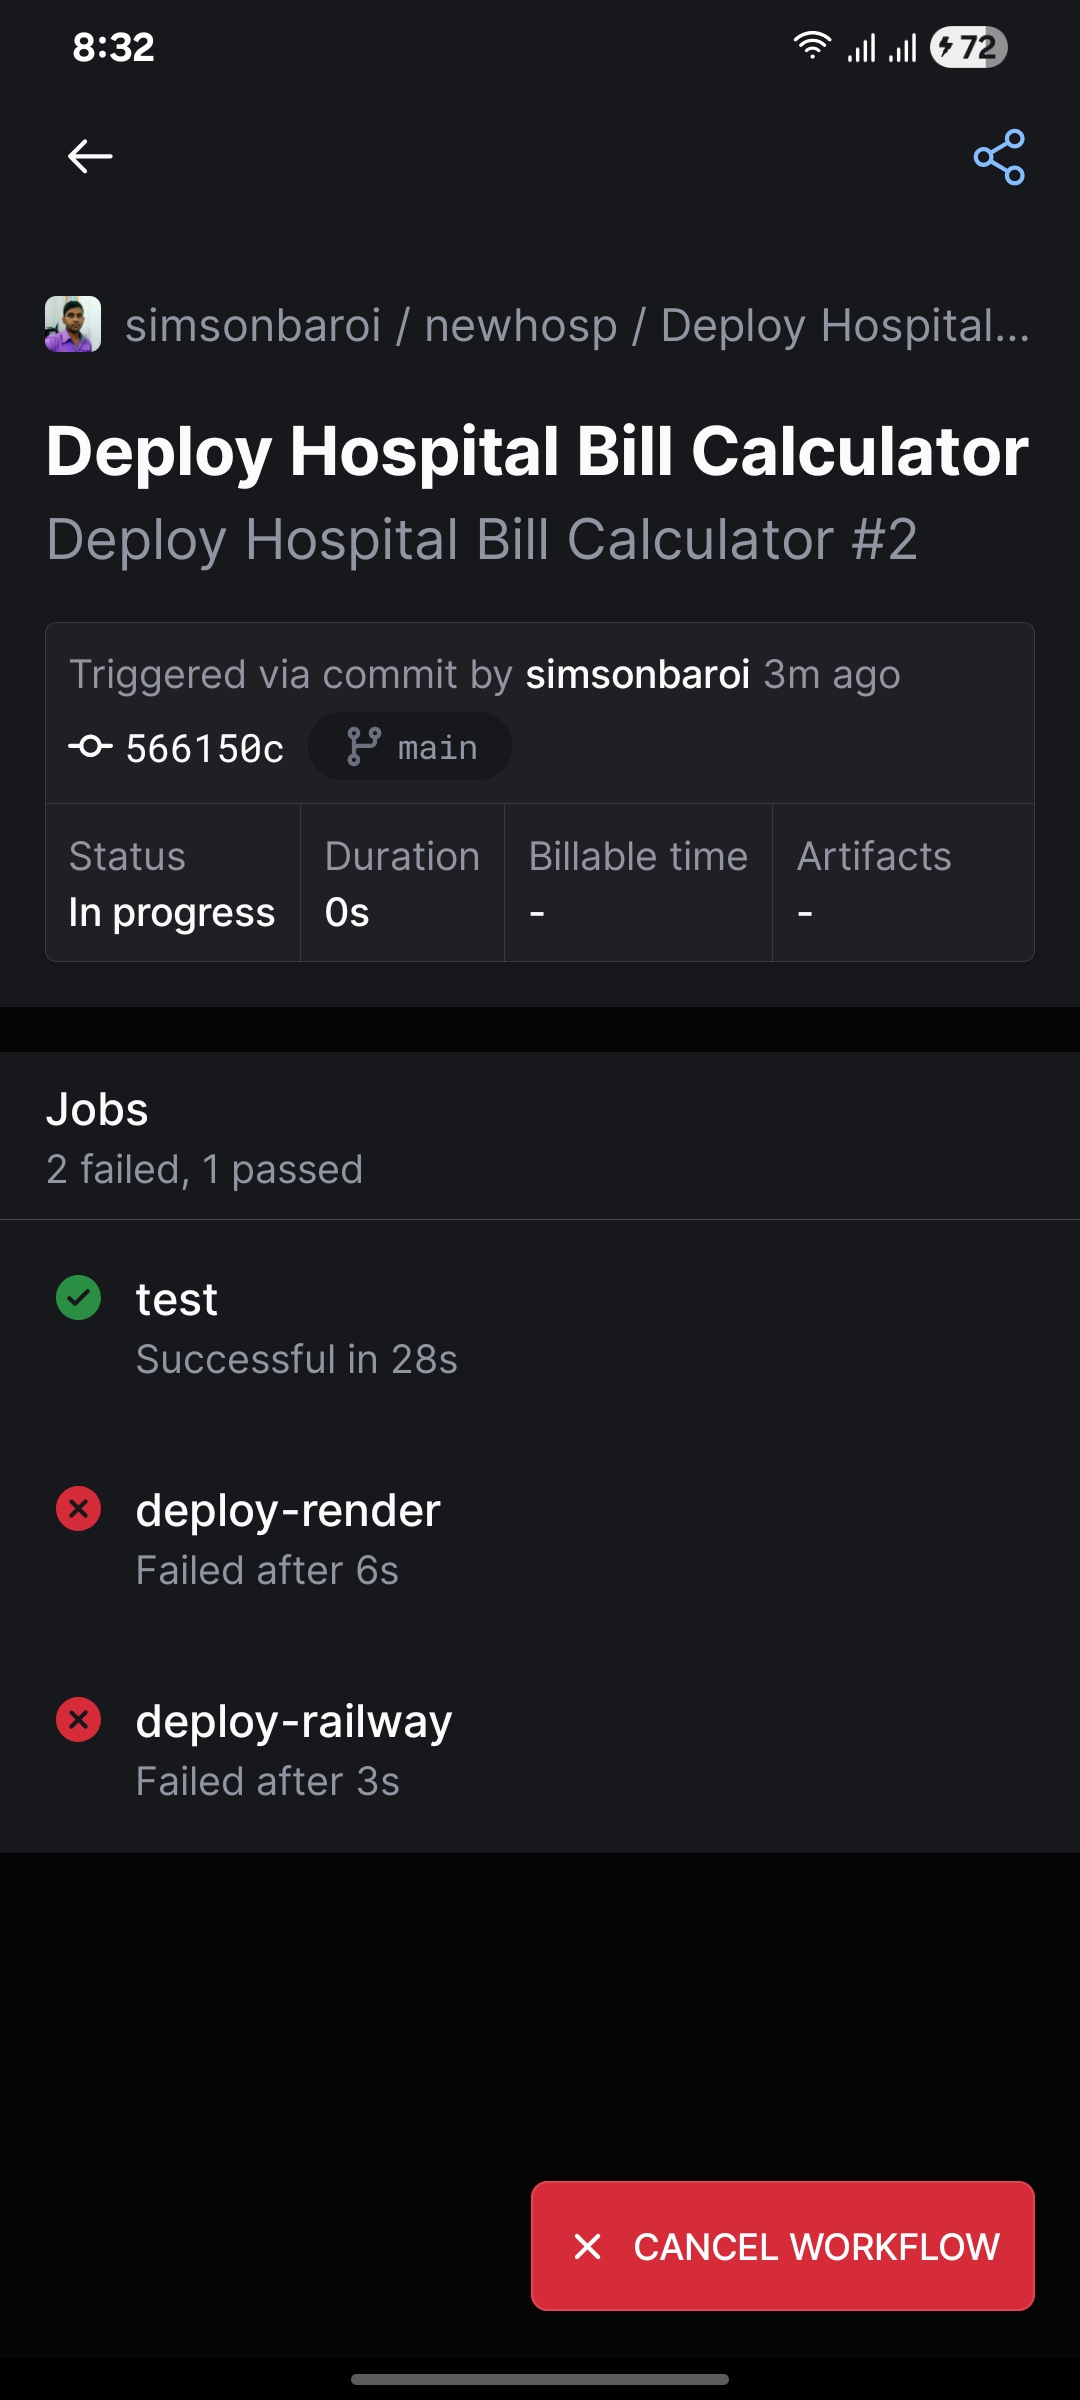 8:32
72
simsonbaroi / newhosp / Deploy Hospital...
Deploy Hospital Bill Calculator
Deploy Hospital Bill Calculator #2
Triggered via commit by simsonbaroi 3m ago
566150c main
Status Duration Billable time Artifacts
In progress 0s - -
Jobs
2 failed, 1 passed
test
Successful in 28s
deploy-render
Failed after 6s
deploy-railway
Failed after 3s
CANCEL WORKFLOW